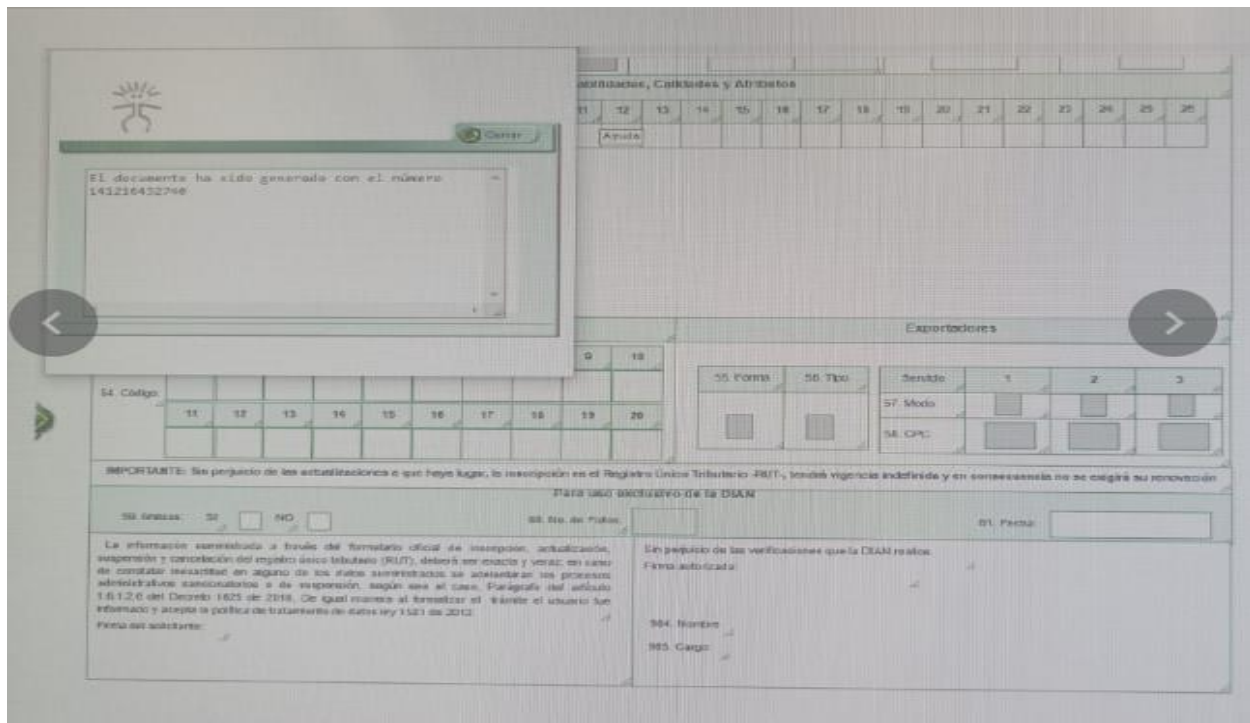 Responsabilidades, Calidades y Atributos
11 12 13 14 15 16 17 18 19 20 21 22 23 24 25 26
Ayuda
Cerrar
El documento ha sido generado con el número
Exportadores
9 10
54. Código
11 12 13 14 15 16 17 18 19 20
55. Forma 56. Tipo Servicio 1 2 3
57. Modo
58. CPC
IMPORTANTE: Sin perjuicio de las actualizaciones a que haya lugar, la inscripción en el Registro Único Tributario -RUT-, tendrá vigencia indefinida y en consecuencia no se exigirá su renovación
Para uso exclusivo de la DIAN
59. Anexos: SI NO 60. No. de Folios: 61. Fecha:
La información suministrada a través del formulario oficial de inscripción, actualización,
suspensión y cancelación del registro único tributario (RUT), deberá ser exacta y veraz; en caso
de constatar inexactitud en alguno de los datos suministrados se adelantarán los procesos
administrativos sancionatorios o de suspensión, según sea el caso. Parágrafo del artículo
1.6.1.2.6 del Decreto 1625 de 2016. De igual manera al formalizar el trámite el usuario fue
informado y acepta la política de tratamiento de datos ley 1581 de 2012
Firma del solicitante:
Sin perjuicio de las verificaciones que la DIAN realice.
Firma autorizada:
984. Nombre
985. Cargo: